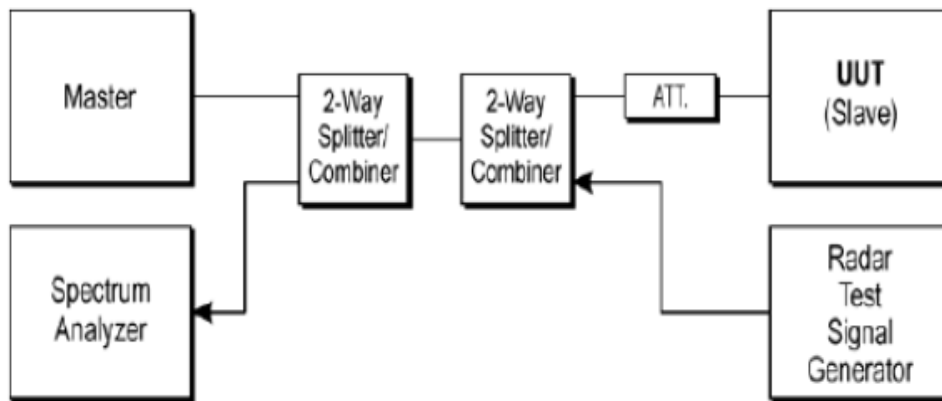 Master
2-Way
Splitter/
Combiner
2-Way
Splitter/
Combiner
ATT.
UUT
(Slave)
Spectrum
Analyzer
Radar
Test
Signal
Generator